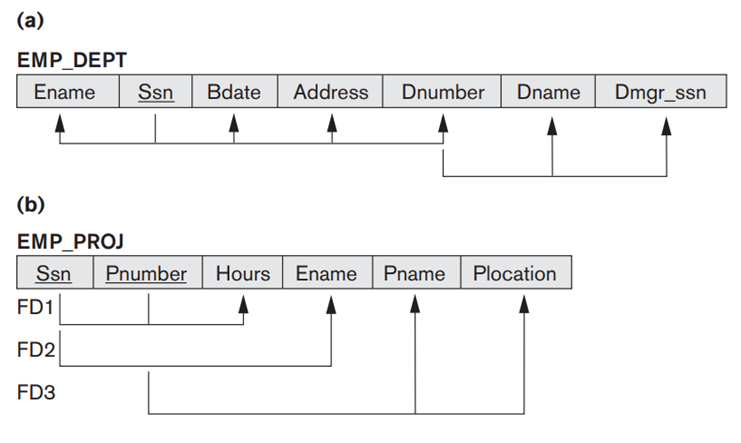 (a)
EMP_DEPT
Ename Ssn Bdate Address Dnumber Dname Dmgr_ssn
(b)
EMP_PROJ
Ssn Pnumber Hours Ename Pname Plocation
FD1
FD2
FD3